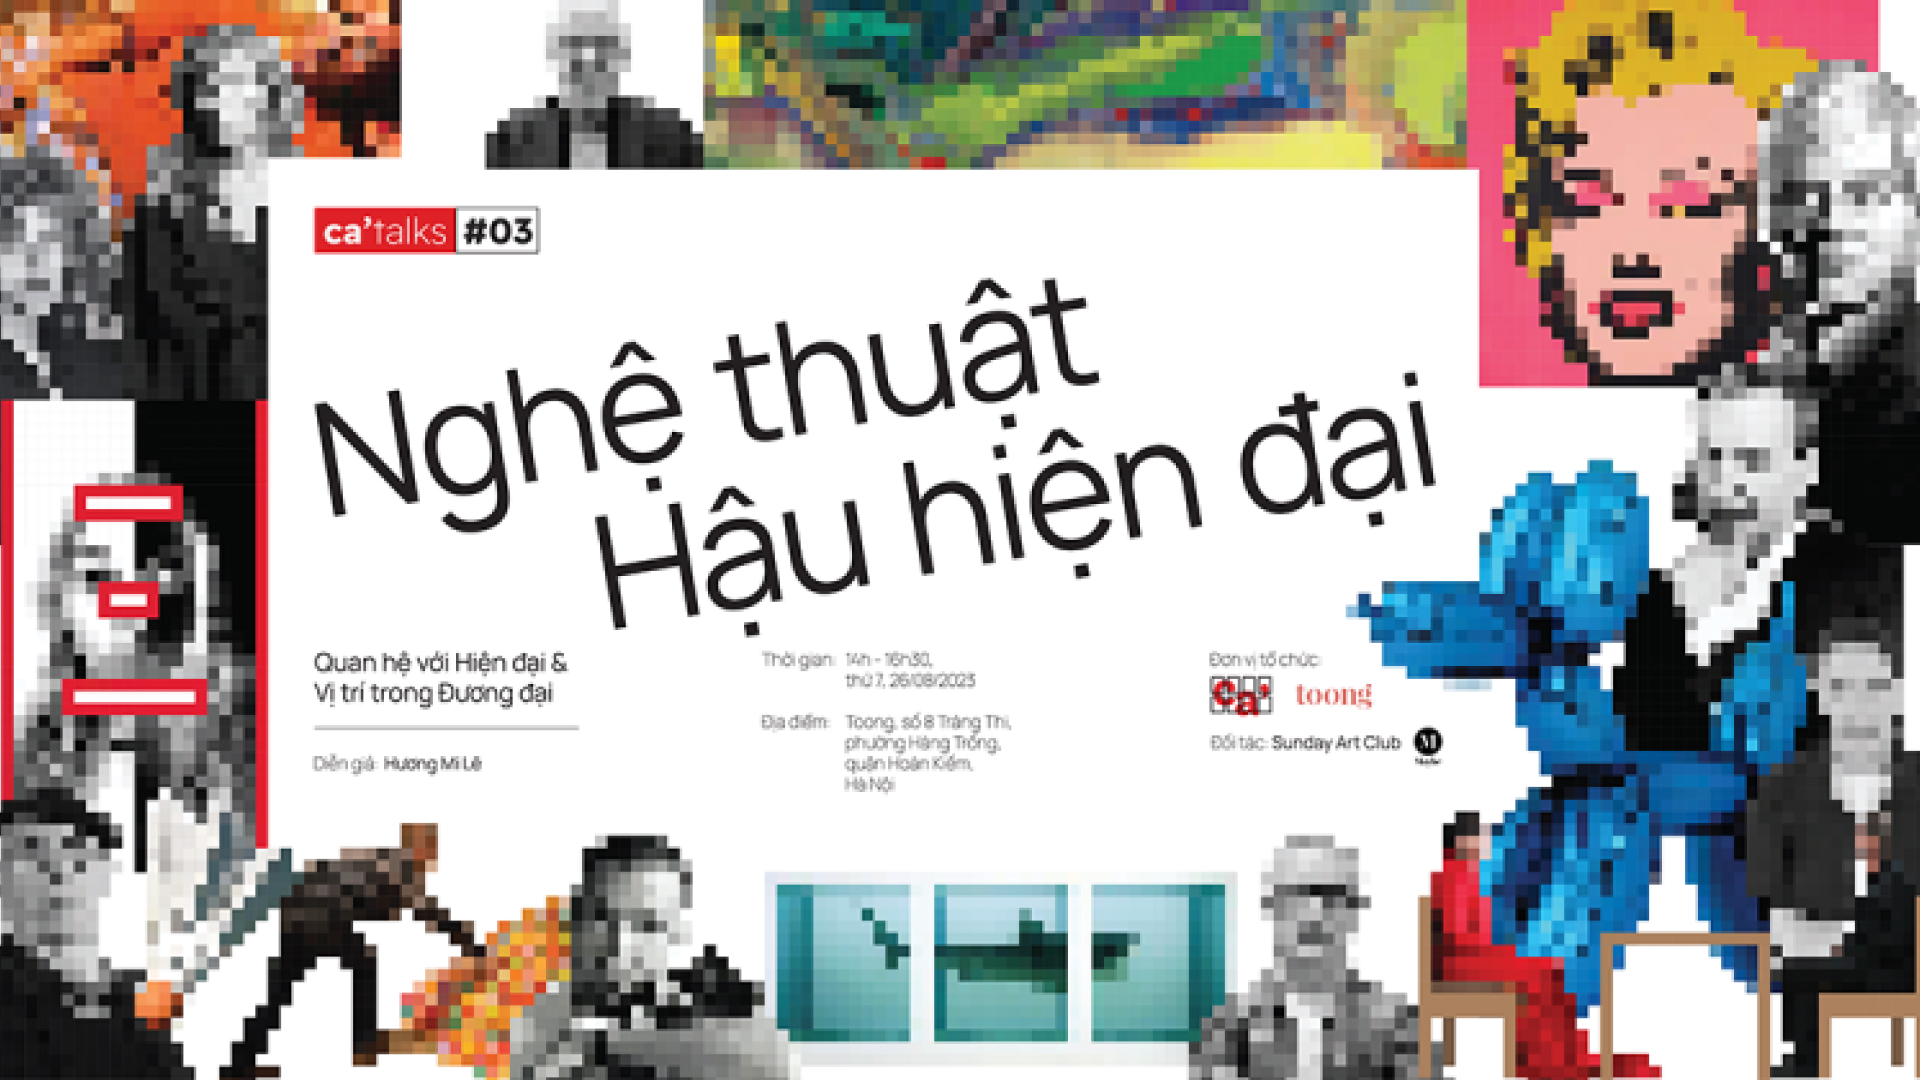 ca'talks #03
Nghệ thuật
Hậu hiện đại
Quan hệ với Hiện đại &
Vị trí trong Đương đại
Diễn giả: Hương Mi Lê
Thời gian: 14h - 16h30,
thứ 7, 26/08/2023
Địa điểm: Toong, số 8 Tràng Thi,
phường Hàng Trống,
quận Hoàn Kiếm,
Hà Nội
Đơn vị tổ chức:
ca' toong
Đối tác: Sunday Art Club M